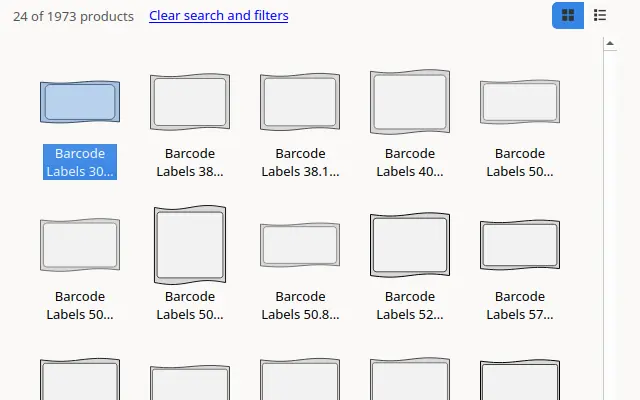 24 of 1973 products Clear search and filters
Barcode Barcode Barcode Barcode Barcode
Labels 30... Labels 38... Labels 38.1... Labels 40... Labels 50...
Barcode Barcode Barcode Barcode Barcode
Labels 50... Labels 50... Labels 50.8... Labels 52... Labels 57...